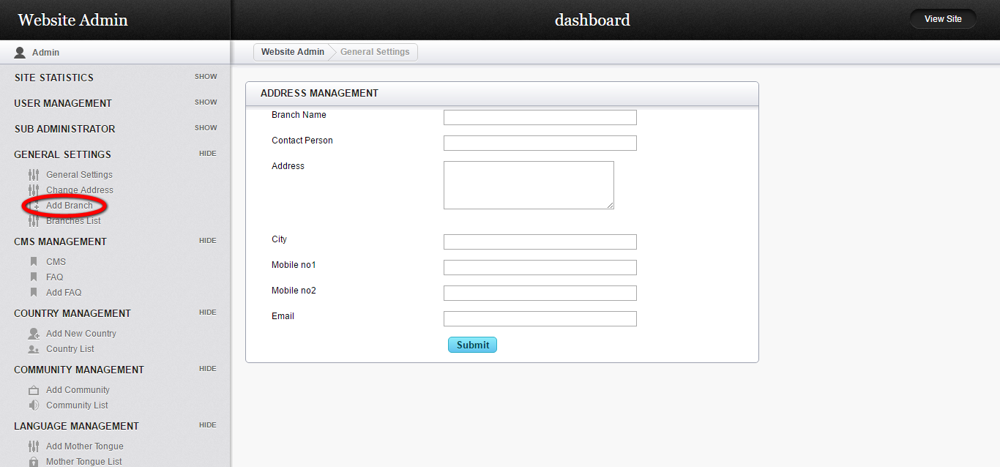 Website Admin
dashboard
View Site
Admin
Website Admin
General Settings
SITE STATISTICS
SHOW
USER MANAGEMENT
SHOW
SUB ADMINISTRATOR
SHOW
GENERAL SETTINGS
HIDE
General Settings
Change Address
Add Branch
Branches List
CMS MANAGEMENT
HIDE
CMS
FAQ
Add FAQ
COUNTRY MANAGEMENT
HIDE
Add New Country
Country List
COMMUNITY MANAGEMENT
HIDE
Add Community
Community List
LANGUAGE MANAGEMENT
HIDE
Add Mother Tongue
Mother Tongue List
ADDRESS MANAGEMENT
Branch Name
Contact Person
Address
City
Mobile no1
Mobile no2
Email
Submit